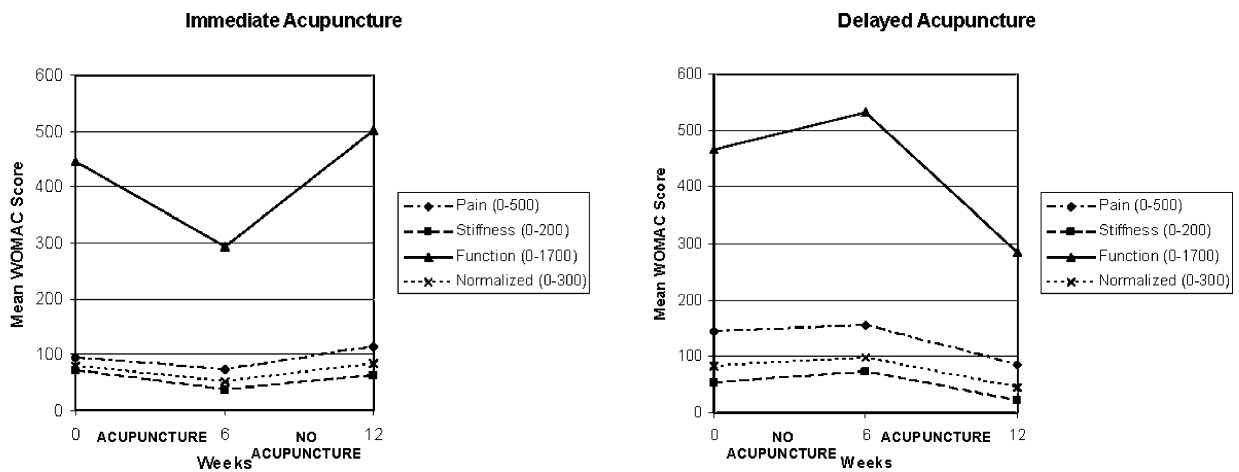 Immediate Acupuncture
Mean WOMAC Score
600
500
400
300
200
100
0
0
6
12
ACUPUNCTURE
NO
ACUPUNCTURE
Weeks
Pain (0-500)
Stiffness (0-200)
Function (0-1700)
Normalized (0-300)
Delayed Acupuncture
Mean WOMAC Score
600
500
400
300
200
100
0
0
6
12
NO
ACUPUNCTURE
ACUPUNCTURE
Weeks
Pain (0-500)
Stiffness (0-200)
Function (0-1700)
Normalized (0-300)